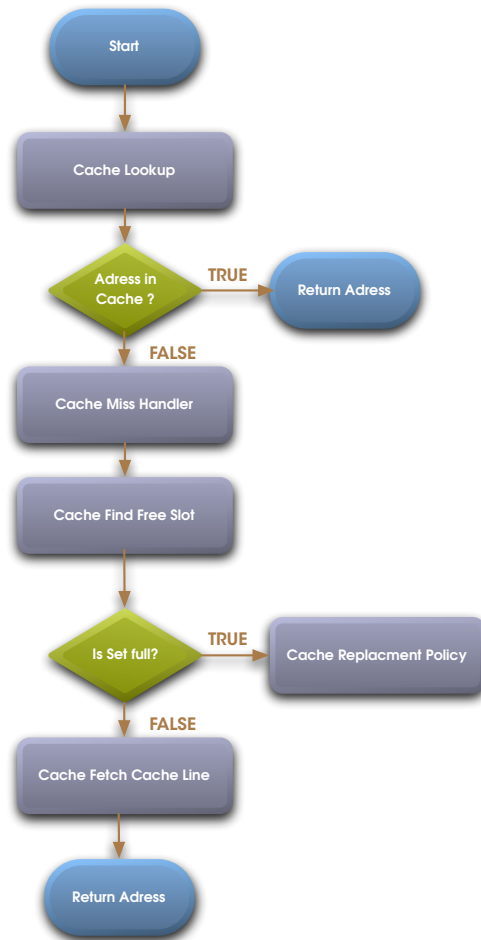 Start
Cache Lookup
Adress in
Cache ?
TRUE
Return Adress
FALSE
Cache Miss Handler
Cache Find Free Slot
Is Set full?
TRUE
Cache Replacment Policy
FALSE
Cache Fetch Cache Line
Return Adress